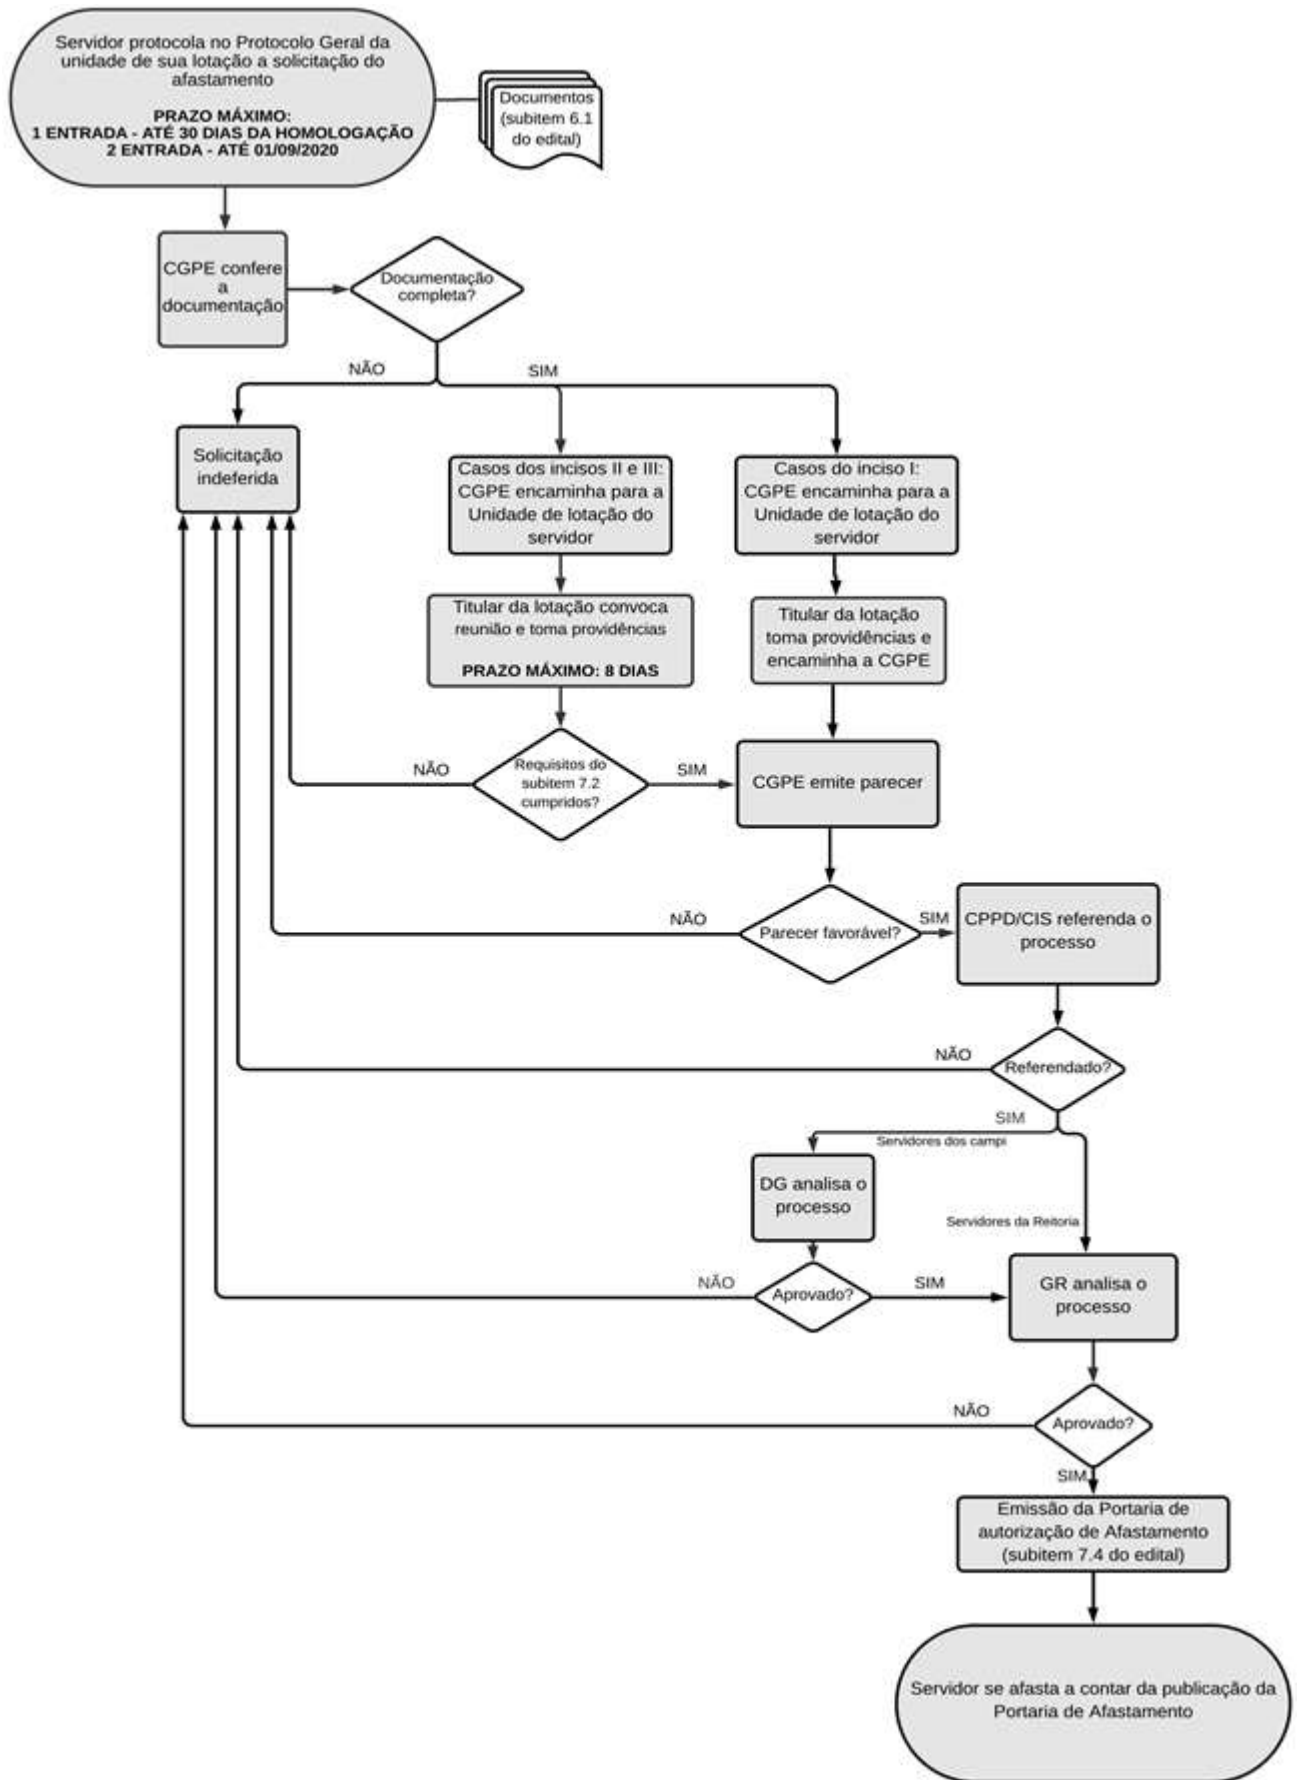 Servidor protocola no Protocolo Geral da
unidade de sua lotação a solicitação do
afastamento
PRAZO MÁXIMO:
1 ENTRADA - ATÉ 30 DIAS DA HOMOLOGAÇÃO
2 ENTRADA - ATÉ 01/09/2020
Documentos
(subitem 6.1
do edital)
CGPE confere
a
documentação
Documentação
completa?
NÃO
SIM
Solicitação
indeferida
Casos dos incisos II e III:
CGPE encaminha para a
Unidade de lotação do
servidor
Casos do inciso I:
CGPE encaminha para a
Unidade de lotação do
servidor
Titular da lotação convoca
reunião e toma providências
PRAZO MÁXIMO: 8 DIAS
Titular da lotação
toma providências e
encaminha a CGPE
Requisitos do
subitem 7.2
cumpridos?
NÃO
SIM
CGPE emite parecer
Parecer favorável?
NÃO
SIM
CPPD/CIS referenda o
processo
Referendado?
NÃO
SIM
Servidores dos campi
DG analisa o
processo
Servidores da Reitoria
Aprovado?
NÃO
SIM
GR analisa o
processo
Aprovado?
NÃO
SIM
Emissão da Portaria de
autorização de Afastamento
(subitem 7.4 do edital)
Servidor se afasta a contar da publicação da
Portaria de Afastamento